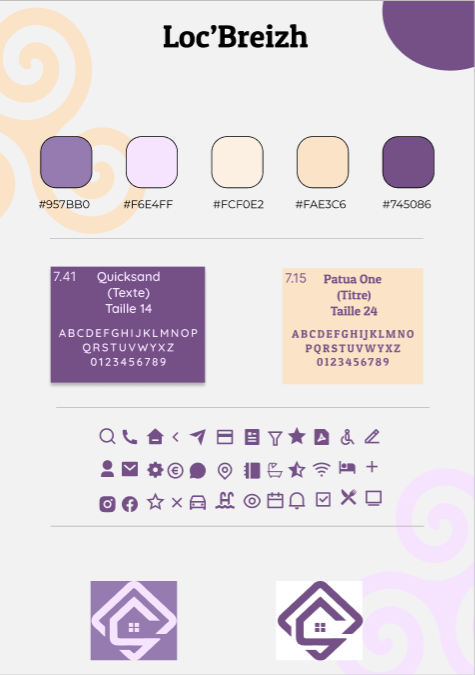 Loc'Breizh
#957BB0 #F6E4FF #FCF0E2 #FAE3C6 #745086
7.41 Quicksand
(Texte)
Taille 14
ABCDEFGHIJKLMNOP
QRSTUVWYXZ
0123456789
7.15 Patua One
(Titre)
Taille 24
ABCDEFGHIJKLMNO
PQRSTUVWYXZ
0123456789